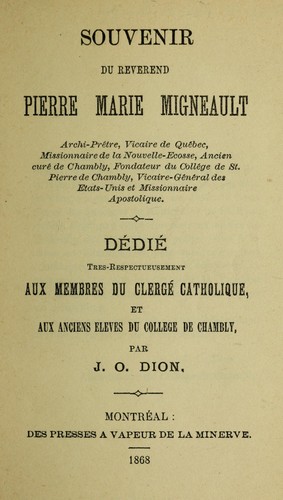 SOUVENIR
DU REVEREND
PIERRE MARIE MIGNEAULT
Archi-Prêtre, Vicaire de Québec,
Missionnaire de la Nouvelle-Ecosse, Ancien
curé de Chambly, Fondateur du Collége de St.
Pierre de Chambly, Vicaire-Général des
Etats-Unis et Missionnaire
Apostolique.
DÉDIÉ
TRES-RESPECTUEUSEMENT
AUX MEMBRES DU CLERGÉ CATHOLIQUE,
ET
AUX ANCIENS ELEVES DU COLLEGE DE CHAMBLY,
PAR
J. O. DION,
MONTRÉAL :
DES PRESSES A VAPEUR DE LA MINERVE.
1868